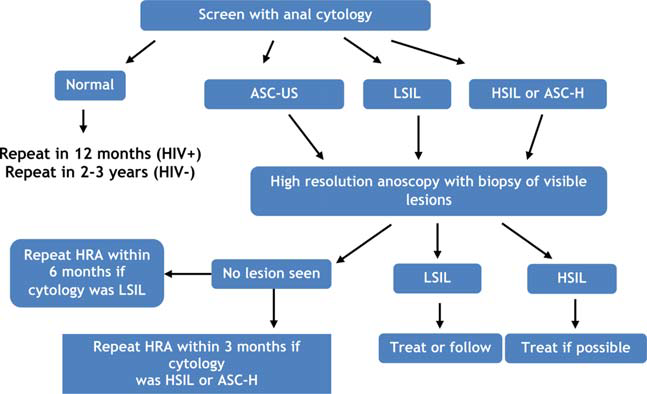 Screen with anal cytology
Normal
ASC-US
LSIL
HSIL or ASC-H
Repeat in 12 months (HIV+)
Repeat in 2-3 years (HIV-)
High resolution anoscopy with biopsy of visible
lesions
Repeat HRA within
6 months if
cytology was LSIL
No lesion seen
LSIL
HSIL
Repeat HRA within 3 months if
cytology
was HSIL or ASC-H
Treat or follow
Treat if possible